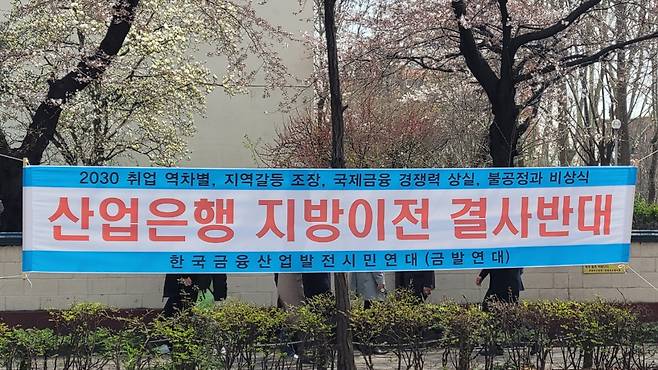 2030 취업 역차별, 지역갈등 조장, 국제금융 경쟁력 상실, 불공정과 비상식
산업은행 지방이전 결사반대
한국금융산업발전시민연대(금발연대)